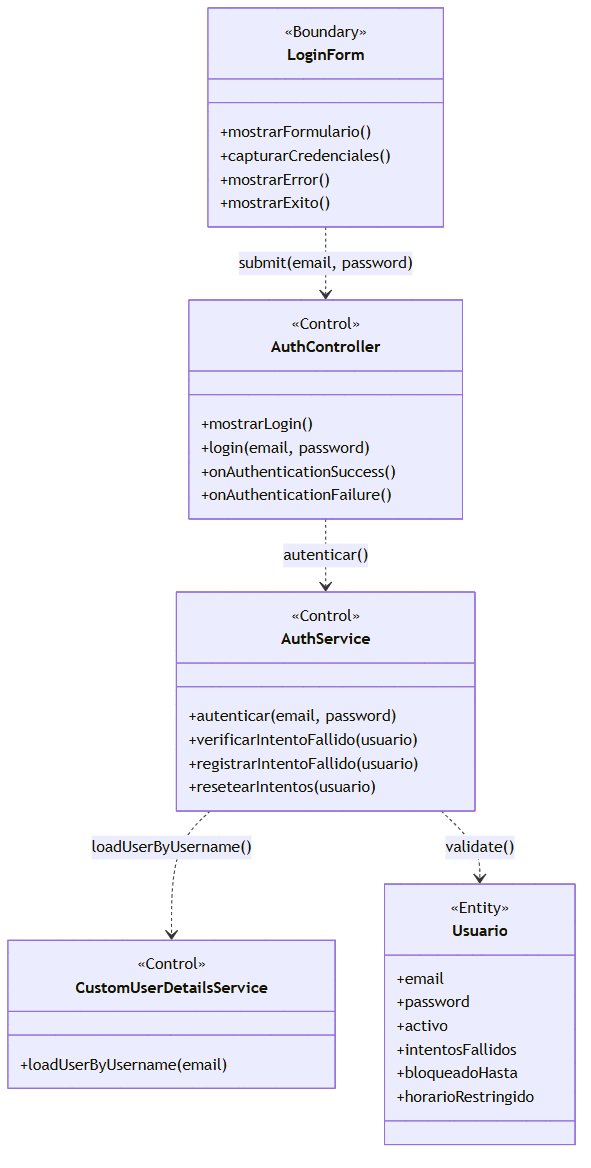 «Boundary»
LoginForm
+mostrarFormulario()
+capturarCredenciales()
+mostrarError()
+mostrarExito()
submit(email, password)
«Control»
AuthController
+mostrarLogin()
+login(email, password)
+onAuthenticationSuccess()
+onAuthenticationFailure()
autenticar()
«Control»
AuthService
+autenticar(email, password)
+verificarIntentoFallido(usuario)
+registrarIntentoFallido(usuario)
+resetearIntentos(usuario)
loadUserByUsername()
validate()
«Control»
CustomUserDetailsService
+loadUserByUsername(email)
«Entity»
Usuario
+email
+password
+activo
+intentosFallidos
+bloqueadoHasta
+horarioRestringido